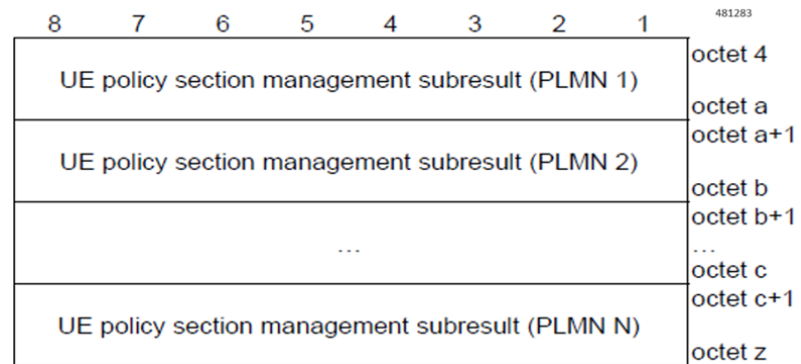 481283
8 7 6 5 4 3 2 1
octet 4
UE policy section management subresult (PLMN 1)
octet a
octet a+1
UE policy section management subresult (PLMN 2)
octet b
octet b+1
... ...
octet c
octet c+1
UE policy section management subresult (PLMN N)
octet z